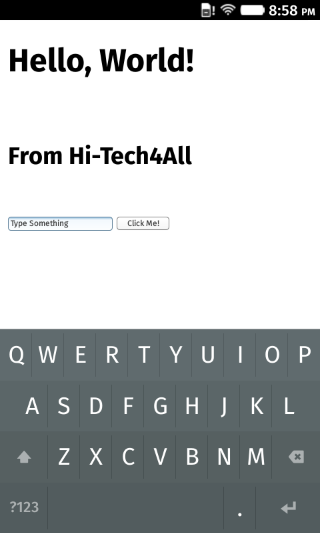 8:58 PM
Hello, World!
From Hi-Tech4All
Type Something Click Me!
Q W E R T Y U I O P
A S D F G H J K L
Z X C V B N M
?123 .